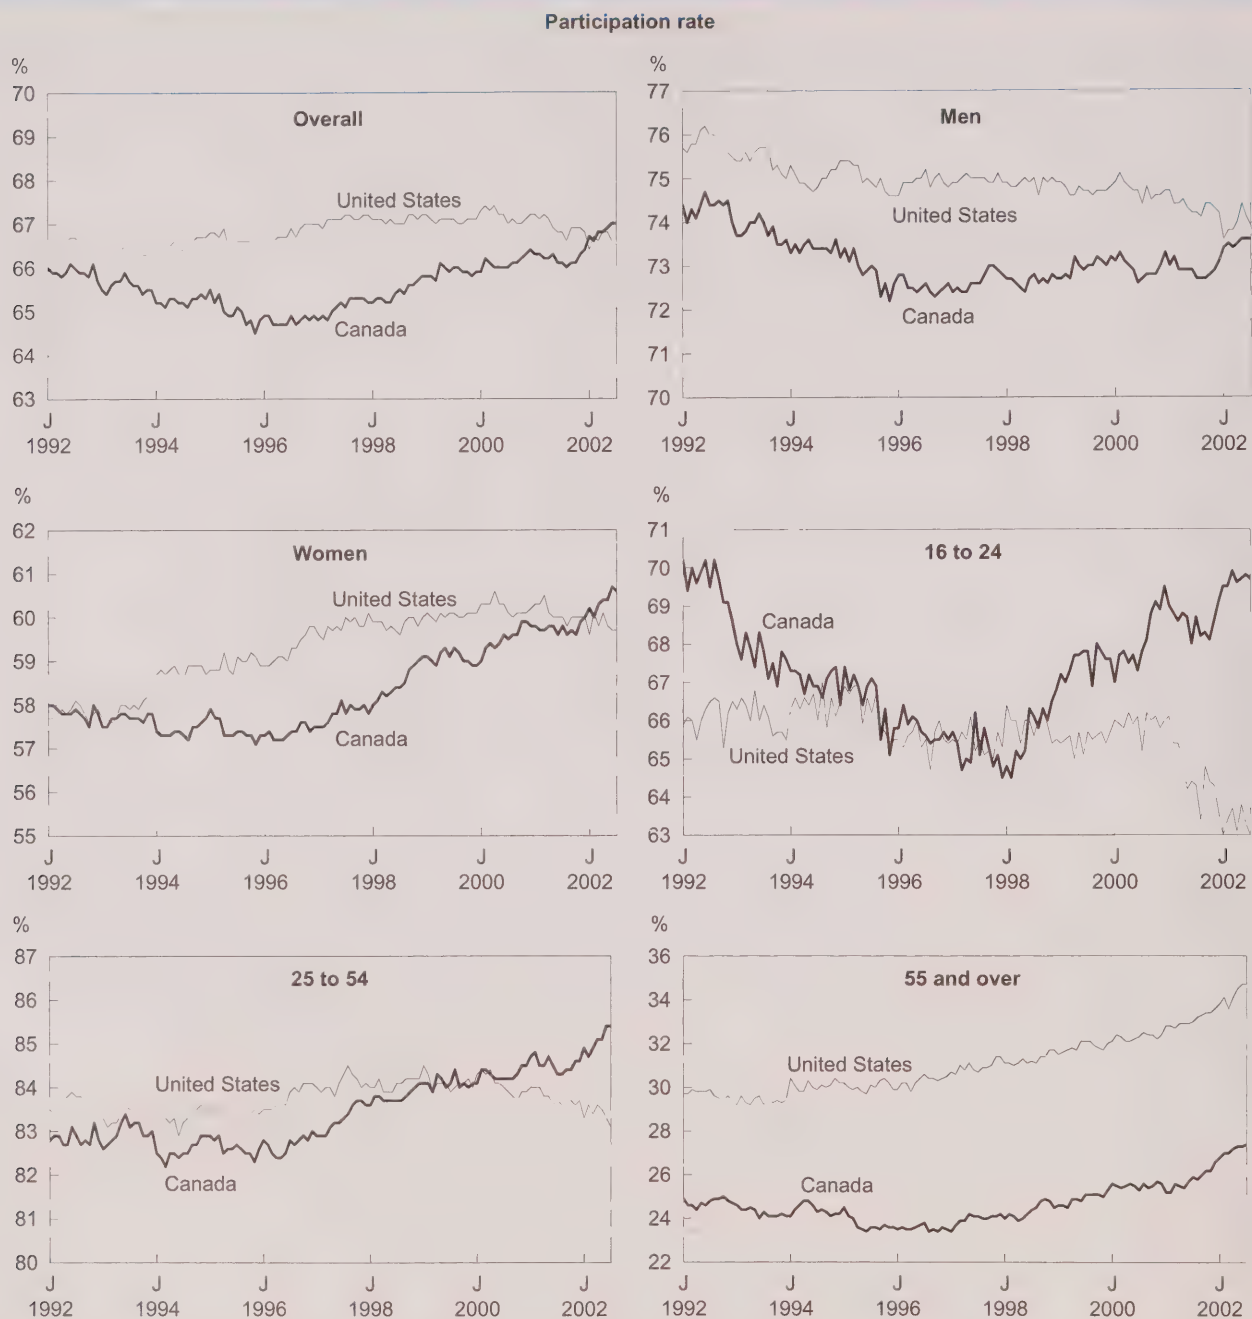 Participation rate
%
70
69
68
67
66
65
64
63
Overall
United States
Canada
J J J J J J
1992 1994 1996 1998 2000 2002
%
77
76
75
74
73
72
71
70
Men
United States
Canada
J J J J J J
1992 1994 1996 1998 2000 2002
%
62
61
60
59
58
57
56
55
Women
United States
Canada
J J J J J J
1992 1994 1996 1998 2000 2002
%
71
70
69
68
67
66
65
64
63
16 to 24
Canada
United States
J J J J J J
1992 1994 1996 1998 2000 2002
%
87
86
85
84
83
82
81
80
25 to 54
United States
Canada
J J J J J J
1992 1994 1996 1998 2000 2002
%
36
34
32
30
28
26
24
22
55 and over
United States
Canada
J J J J J J
1992 1994 1996 1998 2000 2002